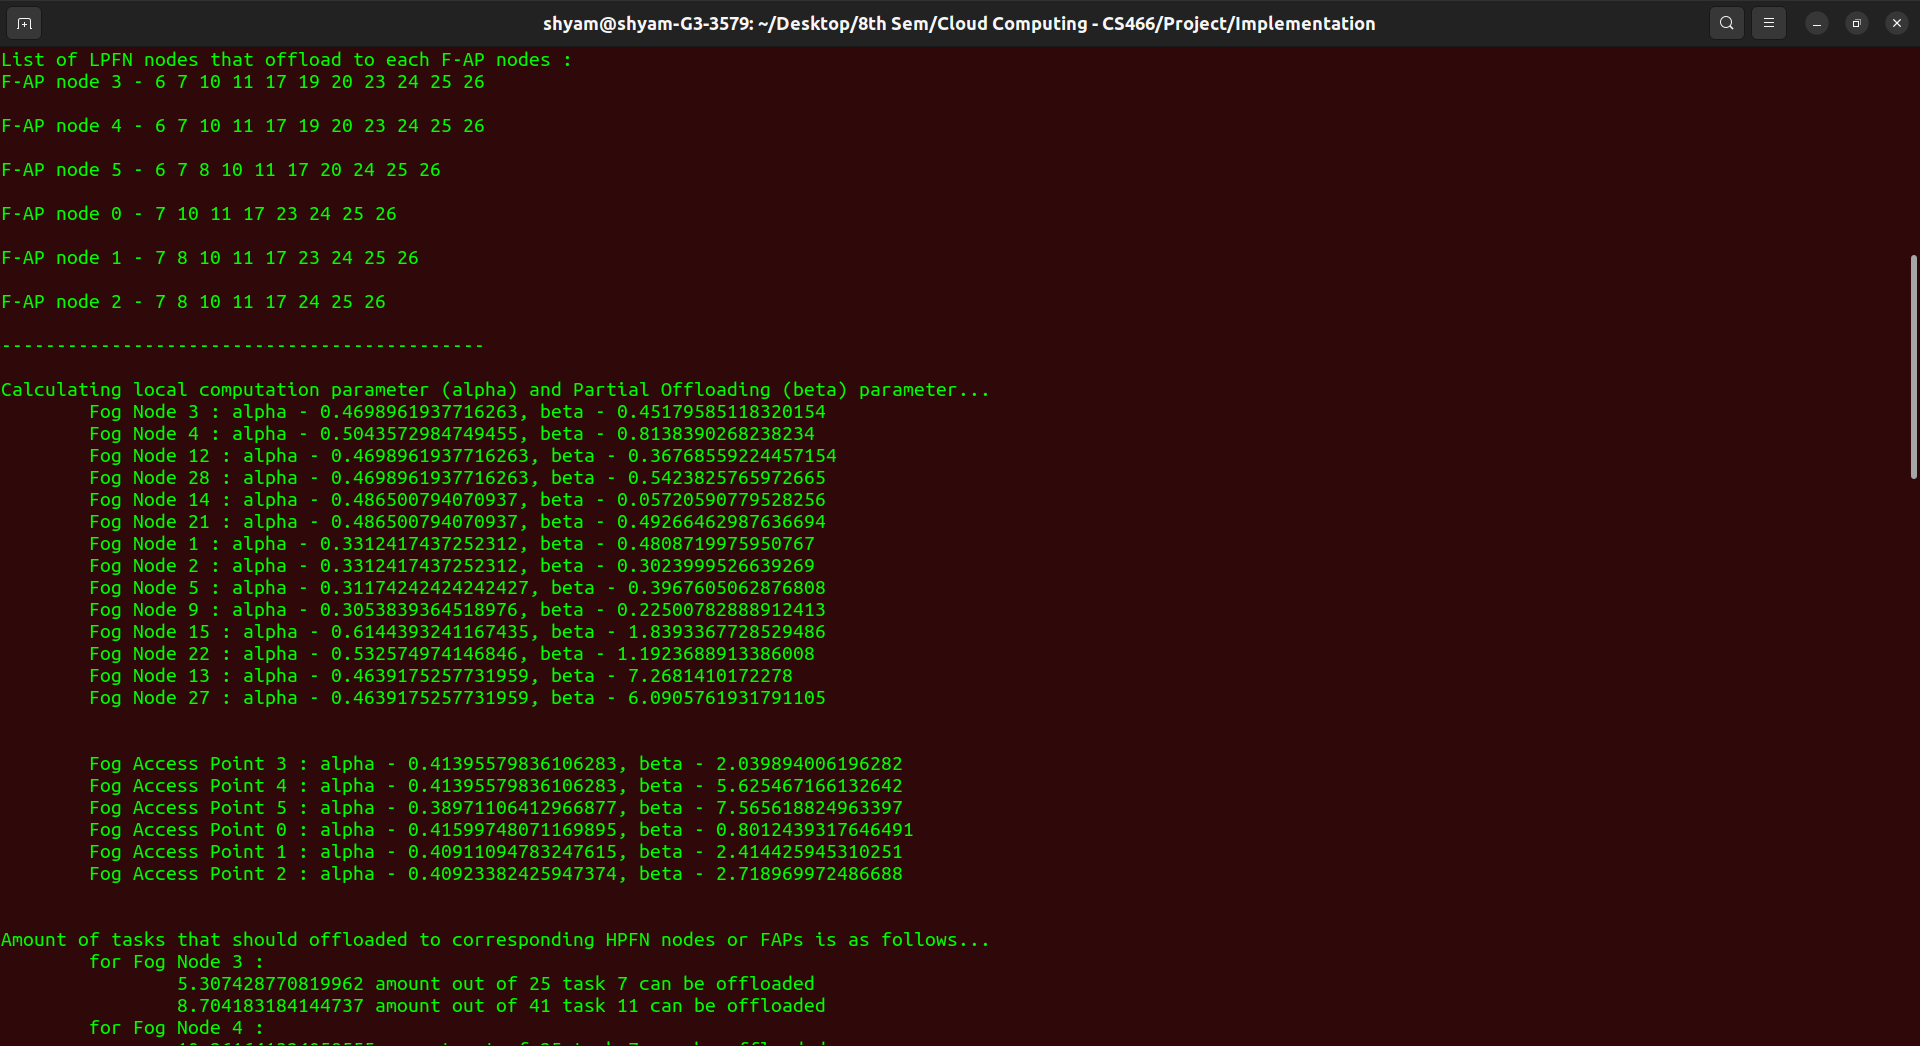 shyam@shyam-G3-3579: ~/Desktop/8th Sem/Cloud Computing - CS466/Project/Implementation
List of LPFN nodes that offload to each F-AP nodes :
F-AP node 3 - 6 7 10 11 17 19 20 23 24 25 26
F-AP node 4 - 6 7 10 11 17 19 20 23 24 25 26
F-AP node 5 - 6 7 8 10 11 17 20 24 25 26
F-AP node 0 - 7 10 11 17 23 24 25 26
F-AP node 1 - 7 8 10 11 17 23 24 25 26
F-AP node 2 - 7 8 10 11 17 24 25 26
--------------------------------------------
Calculating local computation parameter (alpha) and Partial Offloading (beta) parameter...
Fog Node 3 : alpha - 0.4698961937716263, beta - 0.45179585118320154
Fog Node 4 : alpha - 0.5043572984749455, beta - 0.8138390268238234
Fog Node 12 : alpha - 0.4698961937716263, beta - 0.36768559224457154
Fog Node 28 : alpha - 0.4698961937716263, beta - 0.5423825765972665
Fog Node 14 : alpha - 0.486500794070937, beta - 0.05720590779528256
Fog Node 21 : alpha - 0.486500794070937, beta - 0.49266462987636694
Fog Node 1 : alpha - 0.3312417437252312, beta - 0.4808719975950767
Fog Node 2 : alpha - 0.3312417437252312, beta - 0.3023999526639269
Fog Node 5 : alpha - 0.31174242424242427, beta - 0.3967605062876808
Fog Node 9 : alpha - 0.3053839364518976, beta - 0.22500782888912413
Fog Node 15 : alpha - 0.6144393241167435, beta - 1.8393367728529486
Fog Node 22 : alpha - 0.532574974146846, beta - 1.1923688913386008
Fog Node 13 : alpha - 0.4639175257731959, beta - 7.2681410172278
Fog Node 27 : alpha - 0.4639175257731959, beta - 6.0905761931791105
Fog Access Point 3 : alpha - 0.41395579836106283, beta - 2.039894006196282
Fog Access Point 4 : alpha - 0.41395579836106283, beta - 5.625467166132642
Fog Access Point 5 : alpha - 0.38971106412966877, beta - 7.565618824963397
Fog Access Point 0 : alpha - 0.41599748071169895, beta - 0.8012439317646491
Fog Access Point 1 : alpha - 0.40911094783247615, beta - 2.414425945310251
Fog Access Point 2 : alpha - 0.40923382425947374, beta - 2.718969972486688
Amount of tasks that should offloaded to corresponding HPFN nodes or FAPs is as follows...
for Fog Node 3 :
5.307428770819962 amount out of 25 task 7 can be offloaded
8.704183184144737 amount out of 41 task 11 can be offloaded
for Fog Node 4 :